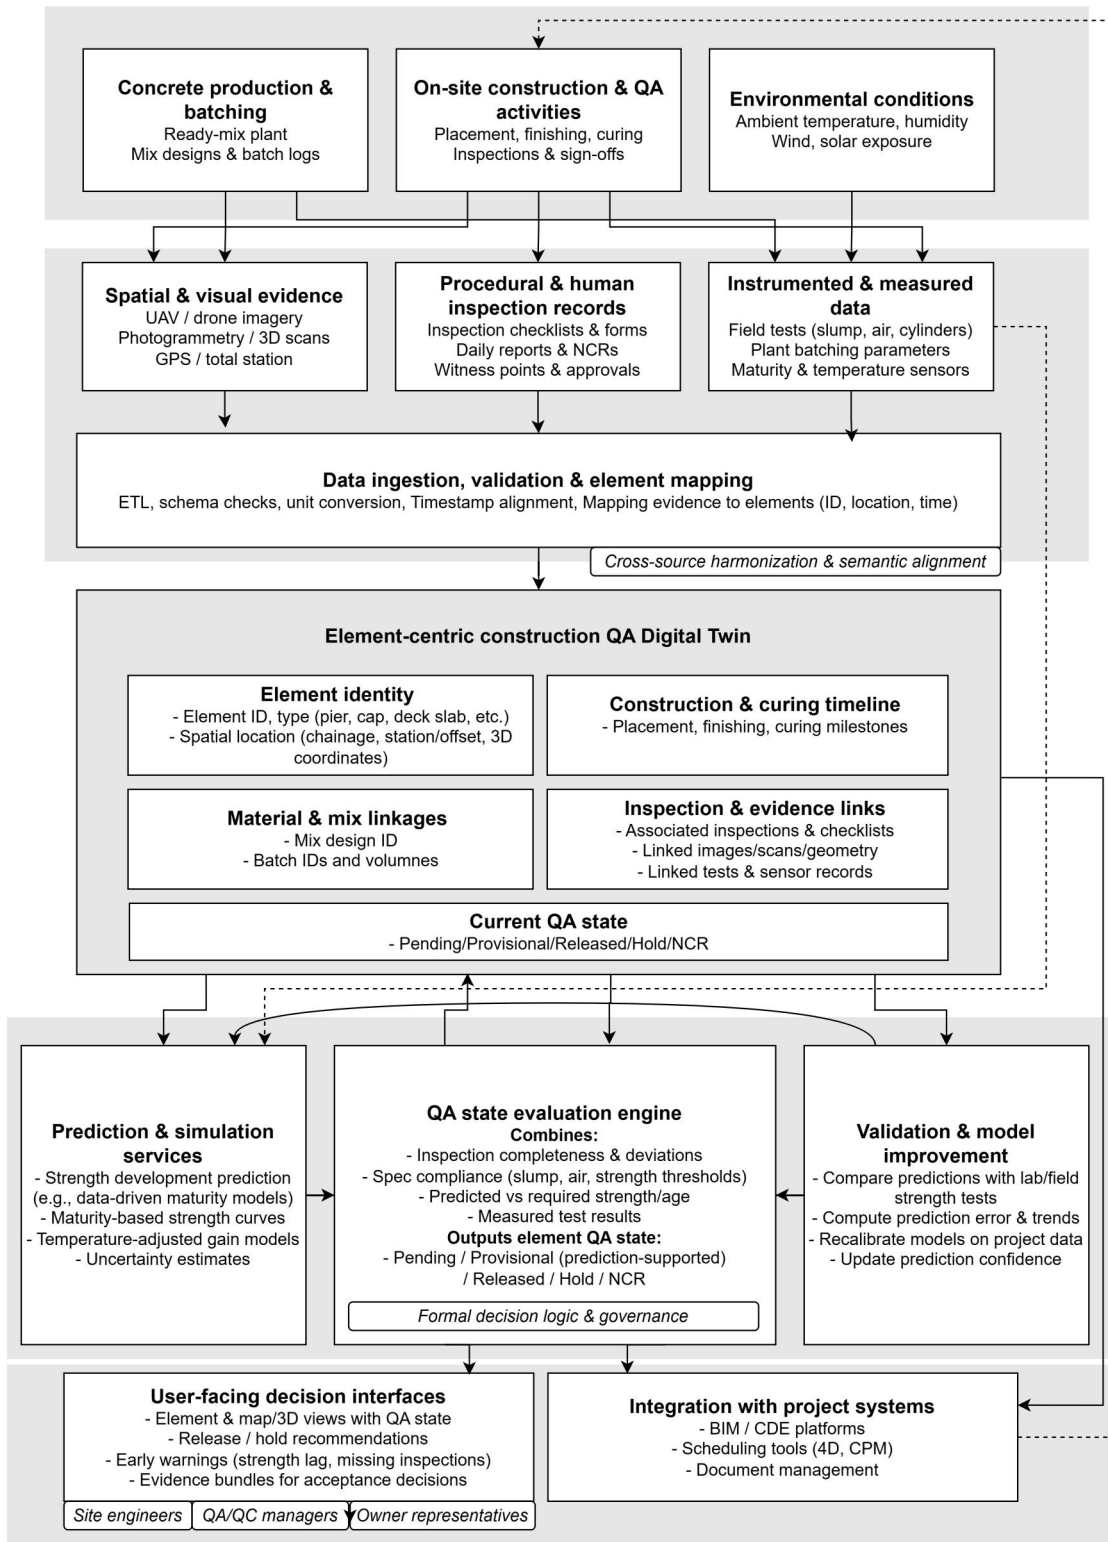 Concrete production &
batching
Ready-mix plant
Mix designs & batch logs
On-site construction & QA
activities
Placement, finishing, curing
Inspections & sign-offs
Environmental conditions
Ambient temperature, humidity
Wind, solar exposure
Spatial & visual evidence
UAV / drone imagery
Photogrammetry / 3D scans
GPS / total station
Procedural & human
inspection records
Inspection checklists & forms
Daily reports & NCRs
Witness points & approvals
Instrumented & measured
data
Field tests (slump, air, cylinders)
Plant batching parameters
Maturity & temperature sensors
Data ingestion, validation & element mapping
ETL, schema checks, unit conversion, Timestamp alignment, Mapping evidence to elements (ID, location, time)
Cross-source harmonization & semantic alignment
Element-centric construction QA Digital Twin
Element identity
- Element ID, type (pier, cap, deck slab, etc.)
- Spatial location (chainage, station/offset, 3D
coordinates)
Construction & curing timeline
- Placement, finishing, curing milestones
Material & mix linkages
- Mix design ID
- Batch IDs and volumnes
Inspection & evidence links
- Associated inspections & checklists
- Linked images/scans/geometry
- Linked tests & sensor records
Current QA state
- Pending/Provisional/Released/Hold/NCR
Prediction & simulation
services
- Strength development prediction
(e.g., data-driven maturity models)
- Maturity-based strength curves
- Temperature-adjusted gain models
- Uncertainty estimates
QA state evaluation engine
Combines:
- Inspection completeness & deviations
- Spec compliance (slump, air, strength thresholds)
- Predicted vs required strength/age
- Measured test results
Outputs element QA state:
- Pending / Provisional (prediction-supported)
/ Released / Hold / NCR
Formal decision logic & governance
Validation & model
improvement
- Compare predictions with lab/field
strength tests
- Compute prediction error & trends
- Recalibrate models on project data
- Update prediction confidence
User-facing decision interfaces
- Element & map/3D views with QA state
- Release / hold recommendations
- Early warnings (strength lag, missing inspections)
- Evidence bundles for acceptance decisions
Site engineers
QA/QC managers
Owner representatives
Integration with project systems
- BIM / CDE platforms
- Scheduling tools (4D, CPM)
- Document management